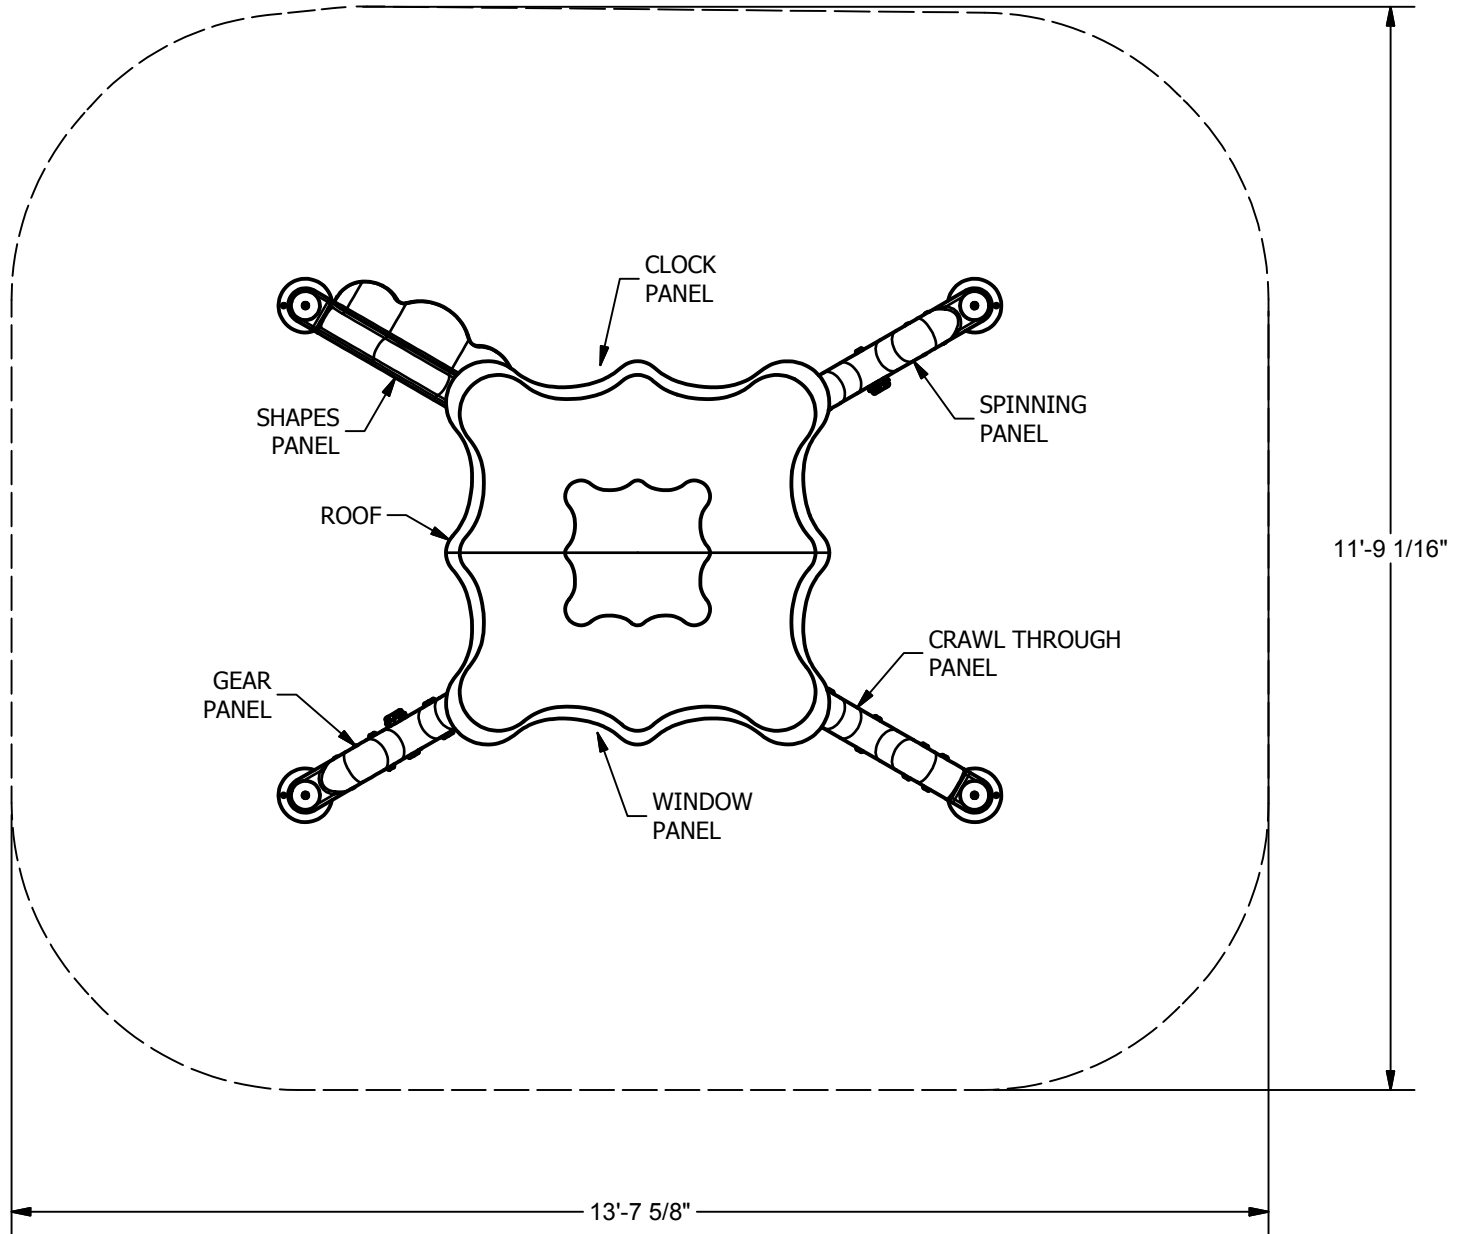 CLOCK
PANEL
SHAPES
PANEL
SPINNING
PANEL
ROOF
11'-9 1/16"
CRAWL THROUGH
PANEL
GEAR
PANEL
WINDOW
PANEL
13'-7 5/8"